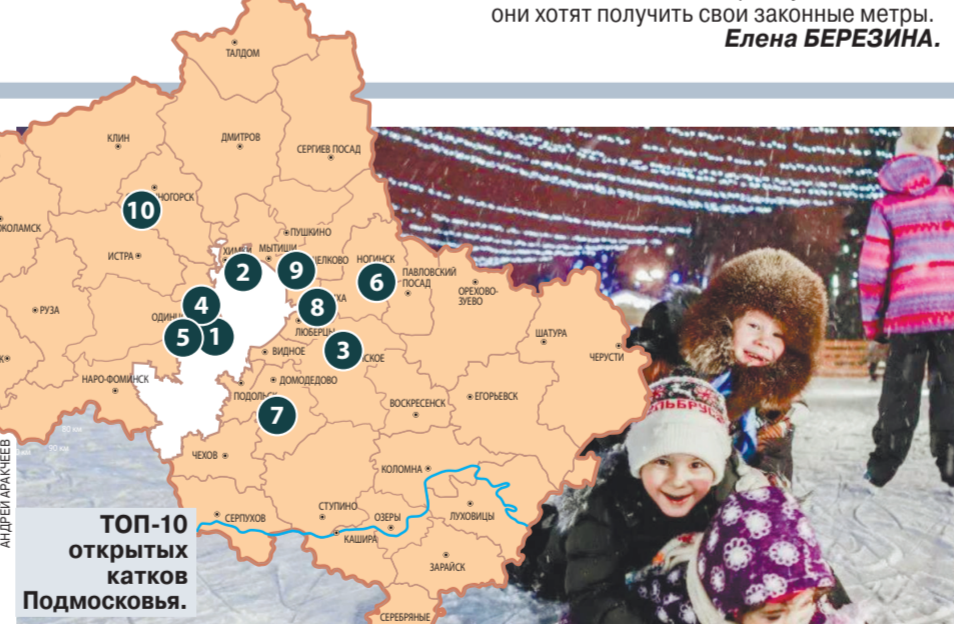 они хотят получить свои законные метры.
Елена БЕРЕЗИНА.
ТАЛДОМ
КЛИН
ДМИТРОВ
СЕРГИЕВ ПОСАД
10
ПУШКИНО
ИСТРА
МЫТИЩИ
НОГИНСК
2
9
6
ПАВЛОВСКИЙ
ПОСАД
ОРЕХОВО-
ЗУЕВО
РУЗА
4
8
5
1
ЛЮБЕРЦЫ
3
ВИДНОЕ
ШАТУРА
ЧЕРУСТИ
НАРО-ФОМИНСК
ДОМОДЕДОВО
7
ВОСКРЕСЕНСК
ЕГОРЬЕВСК
ЧЕХОВ
КОЛОМНА
СЕРПУХОВ
СТУПИНО
ОЗЕРЫ
ЛУХОВИЦЫ
КАШИРА
ЗАРАЙСК
СЕРЕБРЯНЫЕ
АНДРЕЙ АРАКЧЕЕВ
ТОП-10
открытых
катков
Подмосковья.